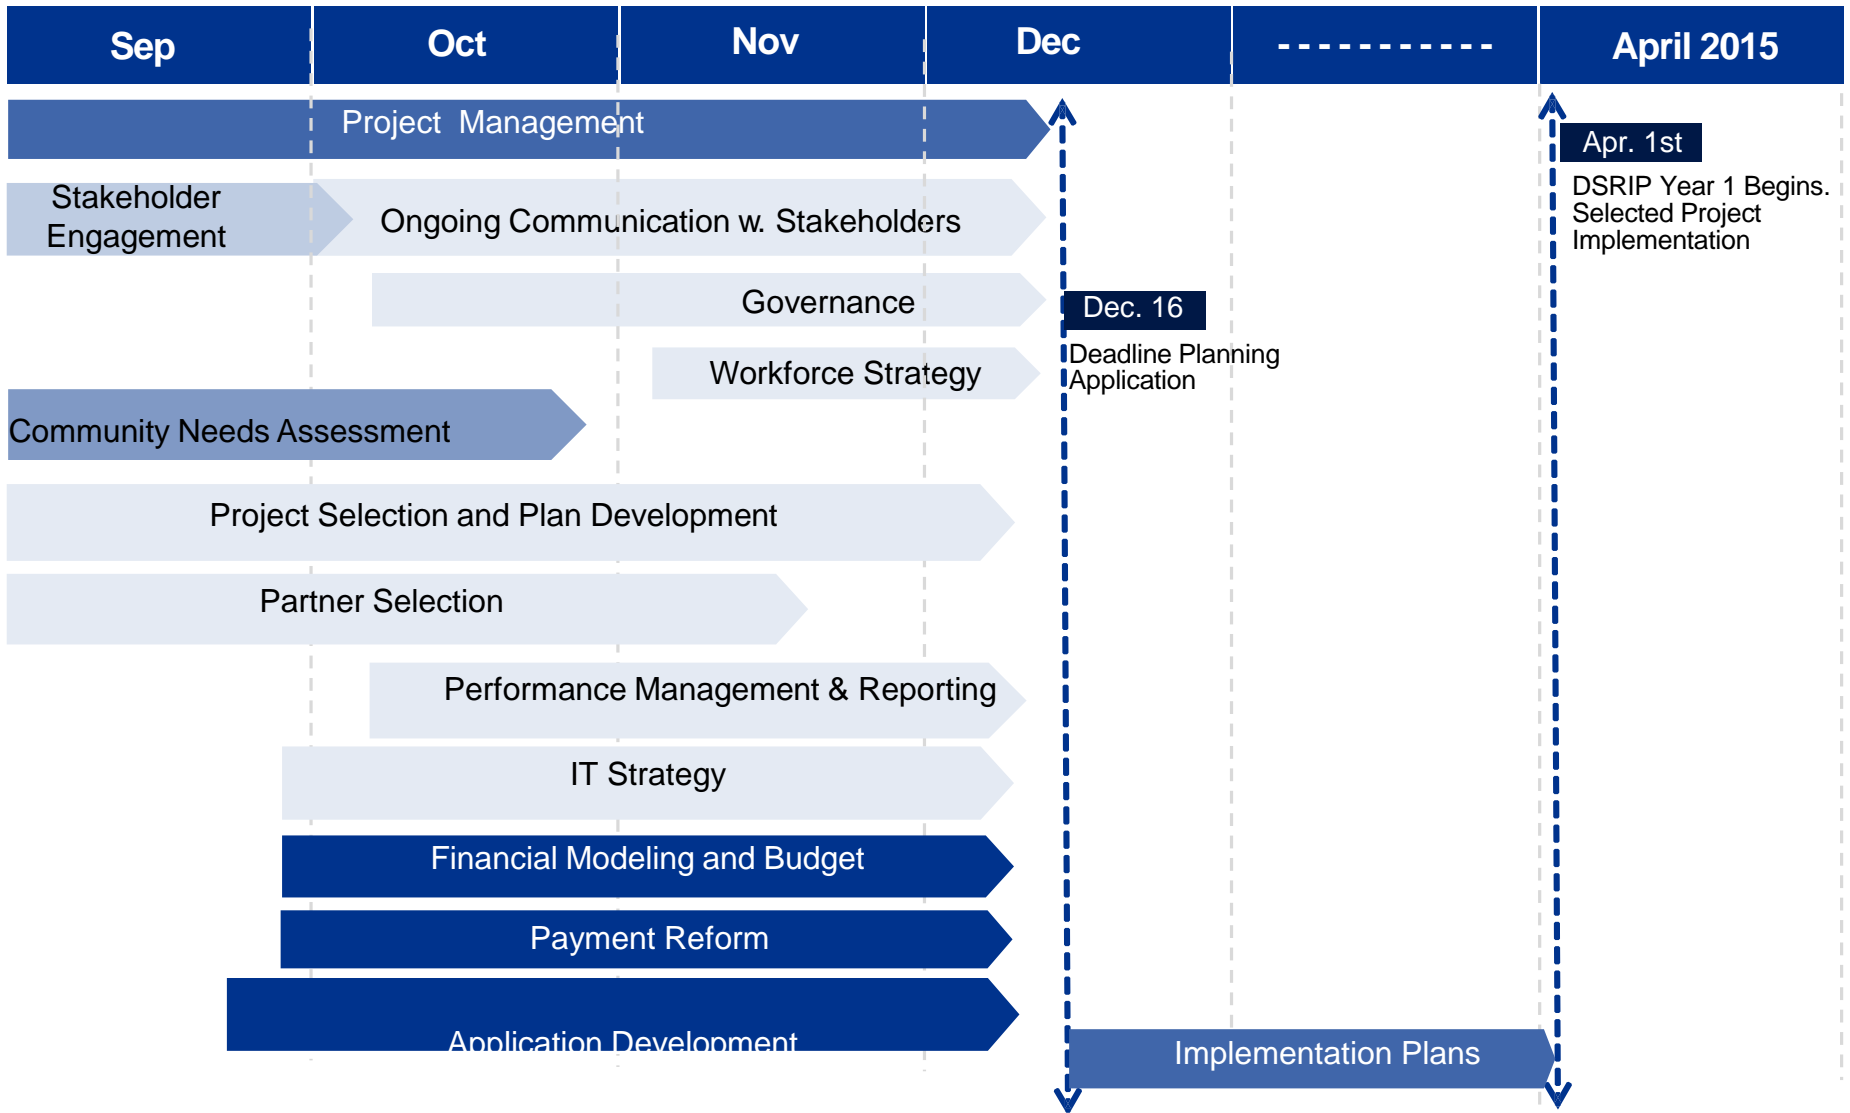 Sep Oct Nov Dec - - - - - - - - - - - April 2015
Project Management
Apr. 1st
DSRIP Year 1 Begins.
Selected Project
Implementation
Stakeholder
Engagement
Ongoing Communication w. Stakeholders
Governance
Dec. 16
Deadline Planning
Application
Workforce Strategy
Community Needs Assessment
Project Selection and Plan Development
Partner Selection
Performance Management & Reporting
IT Strategy
Financial Modeling and Budget
Payment Reform
Application Development
Implementation Plans